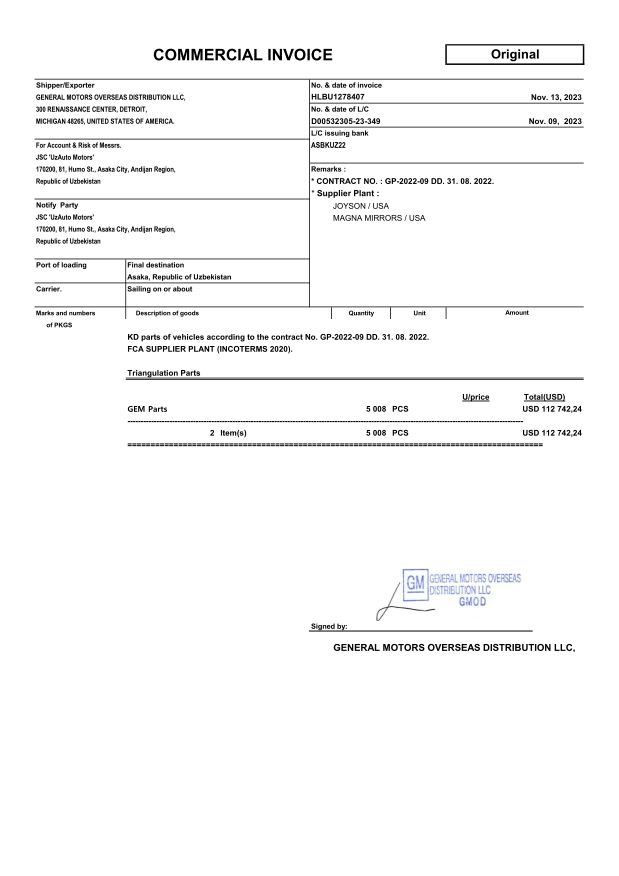 COMMERCIAL INVOICE
Original
Shipper/Exporter
GENERAL MOTORS OVERSEAS DISTRIBUTION LLC,
300 RENAISSANCE CENTER, DETROIT,
MICHIGAN 48265, UNITED STATES OF AMERICA.
No. & date of invoice
HLBU1278407 Nov. 13, 2023
No. & date of L/C
D00532305-23-349 Nov. 09, 2023
L/C issuing bank
ASBKUZ22
For Account & Risk of Messrs.
JSC 'UzAuto Motors'
170200, 81, Humo St., Asaka City, Andijan Region,
Republic of Uzbekistan
Remarks :
* CONTRACT NO. : GP-2022-09 DD. 31. 08. 2022.
* Supplier Plant :
JOYSON / USA
MAGNA MIRRORS / USA
Notify Party
JSC 'UzAuto Motors'
170200, 81, Humo St., Asaka City, Andijan Region,
Republic of Uzbekistan
Port of loading
Final destination
Asaka, Republic of Uzbekistan
Carrier.
Sailing on or about
Marks and numbers
of PKGS
Description of goods
Quantity
Unit
Amount
KD parts of vehicles according to the contract No. GP-2022-09 DD. 31. 08. 2022.
FCA SUPPLIER PLANT (INCOTERMS 2020).
Triangulation Parts
U/price Total(USD)
GEM Parts 5 008 PCS USD 112 742,24
2 Item(s) 5 008 PCS USD 112 742,24
GM
GENERAL MOTORS OVERSEAS
DISTRIBUTION LLC
GMOD
Signed by:
GENERAL MOTORS OVERSEAS DISTRIBUTION LLC,